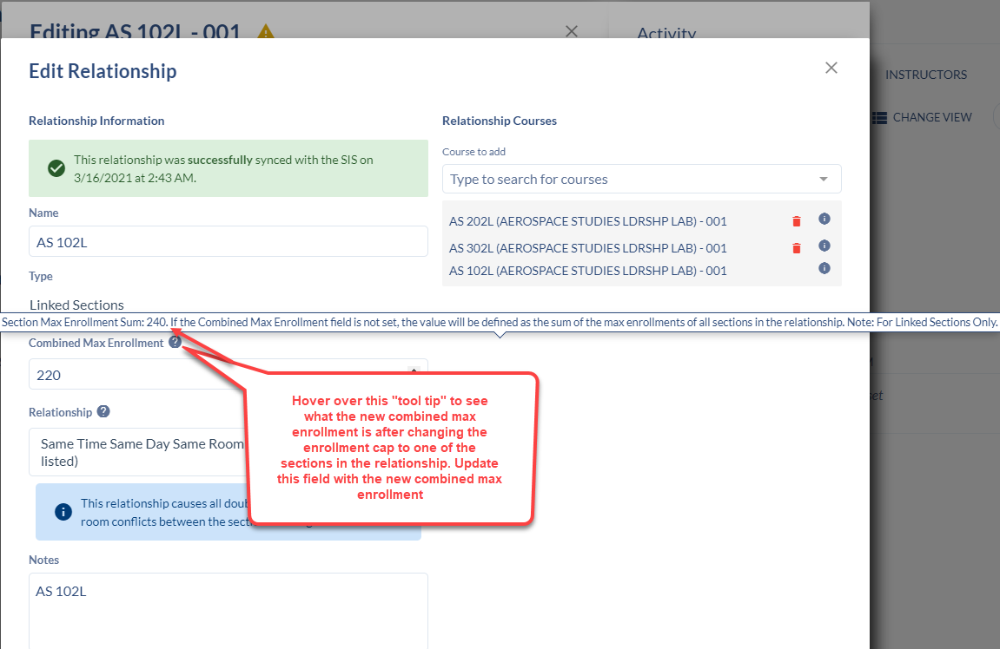 Editing AS 102L - 001
Activity
INSTRUCTORS
CHANGE VIEW
Edit Relationship
Relationship Information
This relationship was successfully synced with the SIS on
3/16/2021 at 2:43 AM.
Name
AS 102L
Type
Linked Sections
Section Max Enrollment Sum: 240. If the Combined Max Enrollment field is not set, the value will be defined as the sum of the max enrollments of all sections in the relationship. Note: For Linked Sections Only.
Combined Max Enrollment
220
Relationship
Same Time Same Day Same Room
listed)
This relationship causes all
room conflicts between the
Notes
AS 102L
Relationship Courses
Course to add
Type to search for courses
AS 202L (AEROSPACE STUDIES LDRSHP LAB) - 001
AS 302L (AEROSPACE STUDIES LDRSHP LAB) - 001
AS 102L (AEROSPACE STUDIES LDRSHP LAB) - 001
Hover over this "tool tip" to see
what the new combined max
enrollment is after changing the
enrollment cap to one of the
sections in the relationship. Update
this field with the new combined max
enrollment